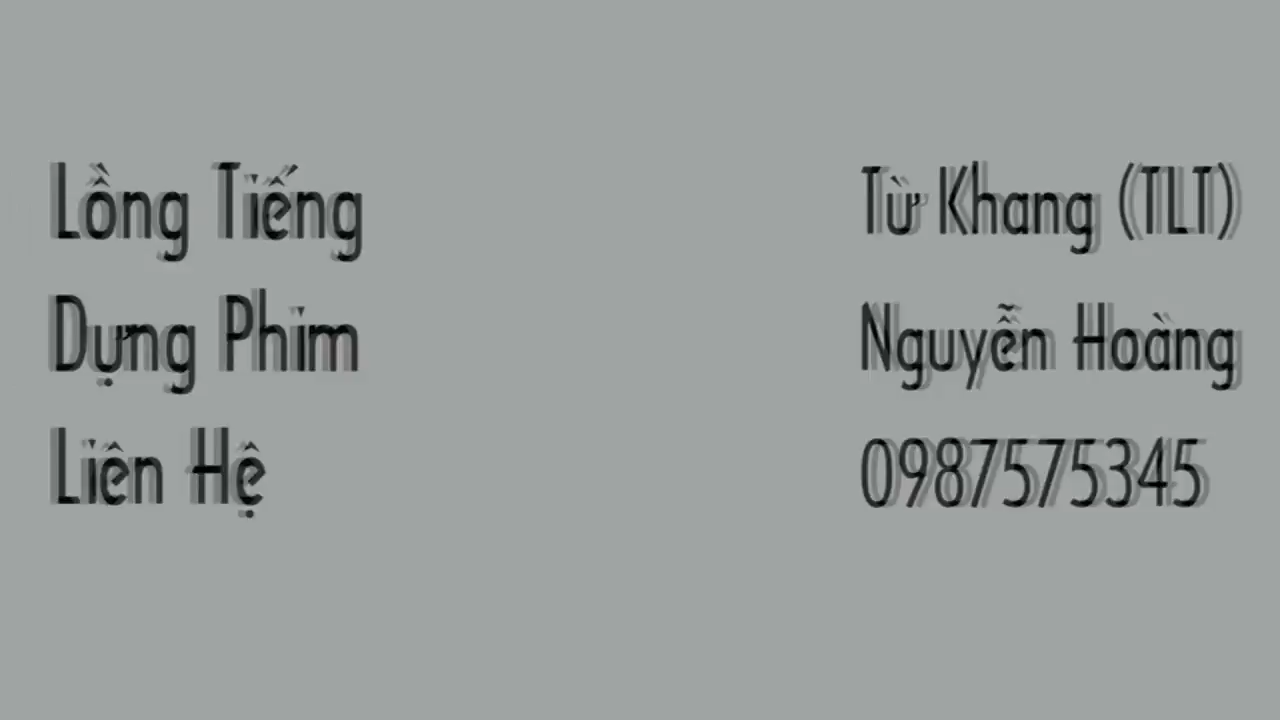 Lồng Tiếng Từ Khang (TLT)
Dựng Phim Nguyễn Hoàng
Liên Hệ 0987575345